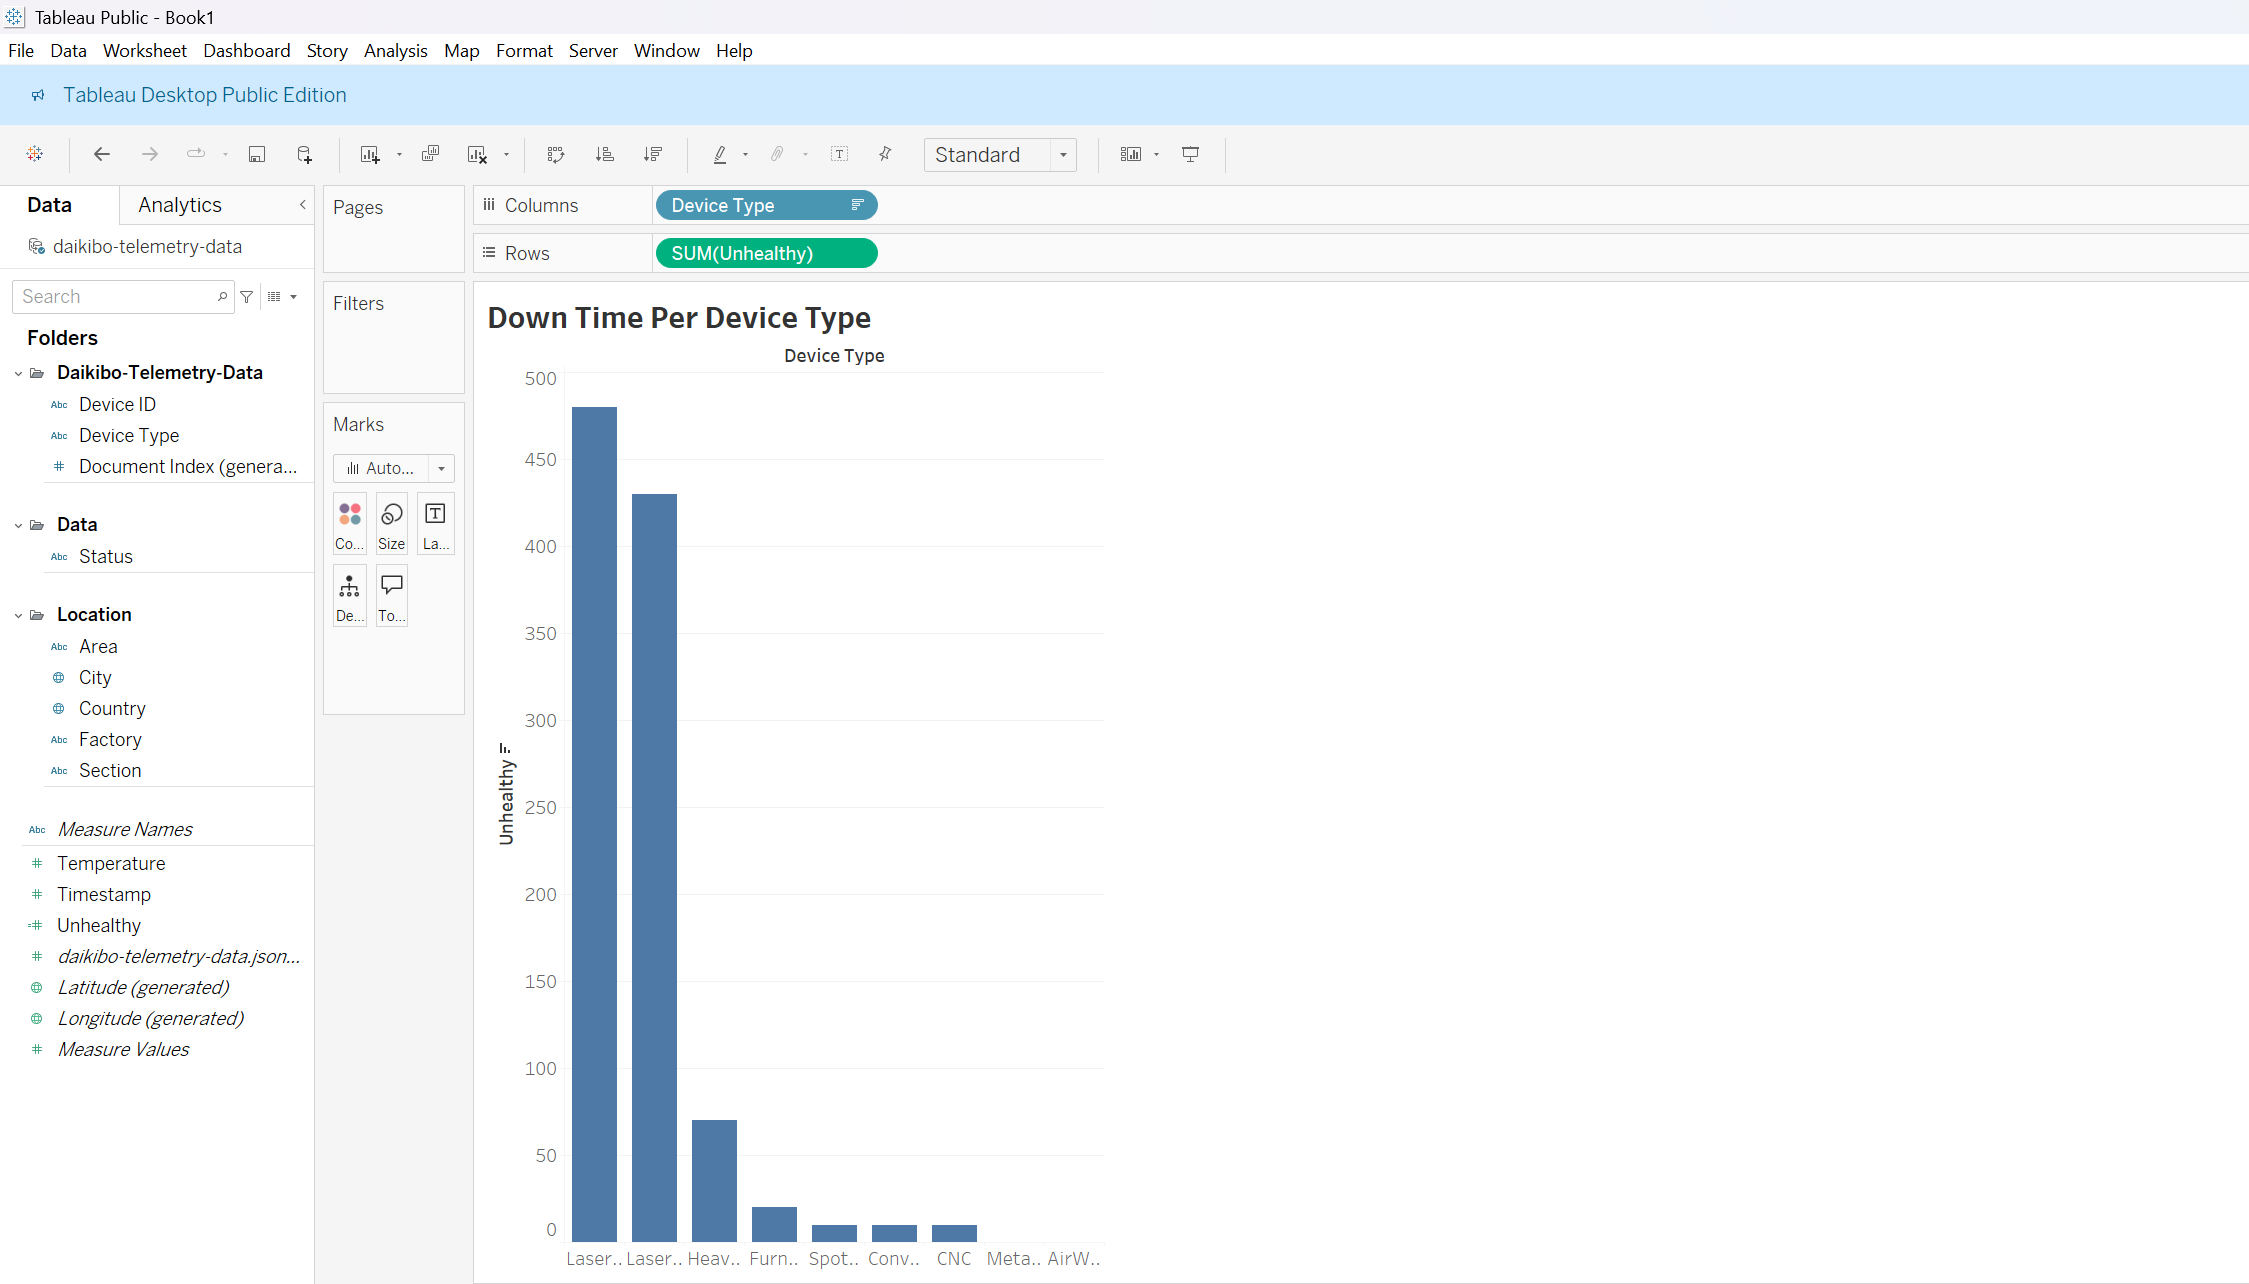 Tableau Public - Book1
File Data Worksheet Dashboard Story Analysis Map Format Server Window Help
Tableau Desktop Public Edition
Standard
Data
Analytics
daikibo-telemetry-data
Search
Folders
Daikibo-Telemetry-Data
Abc Device ID
Abc Device Type
# Document Index (genera...
Data
Abc Status
Location
Abc Area
City
Country
Abc Factory
Abc Section
Abc Measure Names
# Temperature
# Timestamp
=# Unhealthy
# daikibo-telemetry-data.json...
Latitude (generated)
Longitude (generated)
# Measure Values
Pages
Filters
Marks
Auto...
Co...
Size
La...
De...
To...
Columns
Device Type
Rows
SUM(Unhealthy)
Down Time Per Device Type
Device Type
500
450
400
350
300
250
200
150
100
50
0
Unhealthy
Laser.. Laser.. Heav.. Furn.. Spot.. Conv.. CNC Meta.. AirW..